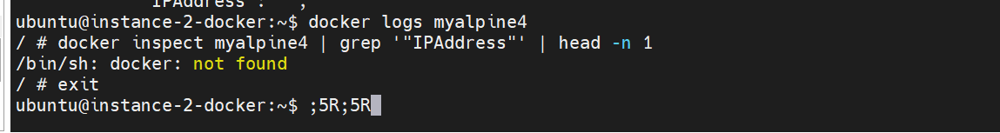 "IPAddress": "",
ubuntu@instance-2-docker:~$ docker logs myalpine4
/ # docker inspect myalpine4 | grep '"IPAddress"' | head -n 1
/bin/sh: docker: not found
/ # exit
ubuntu@instance-2-docker:~$ ;5R;5R